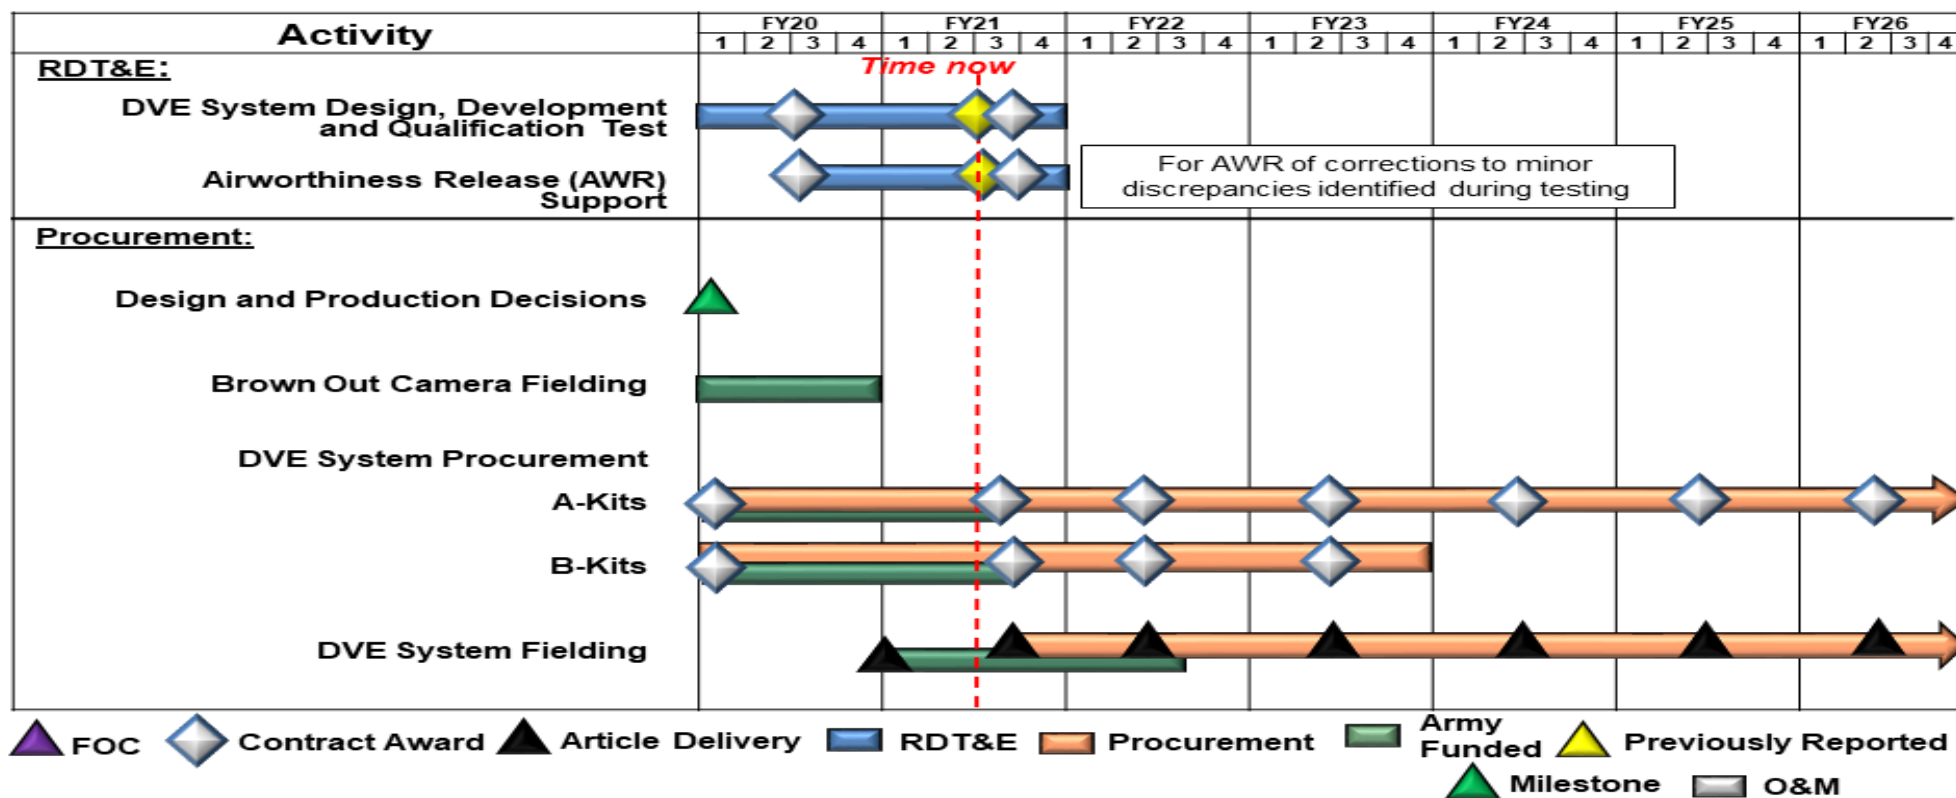 Activity
FY20 FY21 FY22 FY23 FY24 FY25 FY26
1 2 3 4 1 2 3 4 1 2 3 4 1 2 3 4 1 2 3 4 1 2 3 4 1 2 3 4
RDT&E:
Time now
DVE System Design, Development
and Qualification Test
Airworthiness Release (AWR)
Support
For AWR of corrections to minor
discrepancies identified during testing
Procurement:
Design and Production Decisions
Brown Out Camera Fielding
DVE System Procurement
A-Kits
B-Kits
DVE System Fielding
FOC
Contract Award
Article Delivery
RDT&E
Procurement
Army
Funded
Previously Reported
Milestone
O&M